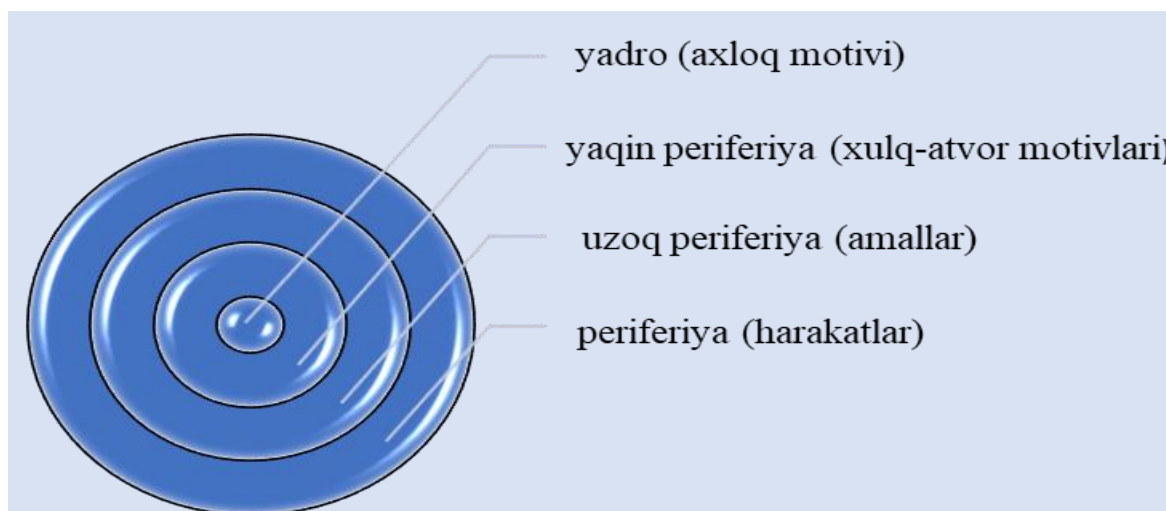 yadro (axloq motivi)
yaqin periferiya (xulq-atvor motivlari)
uzoq periferiya (amallar)
periferiya (harakatlar)